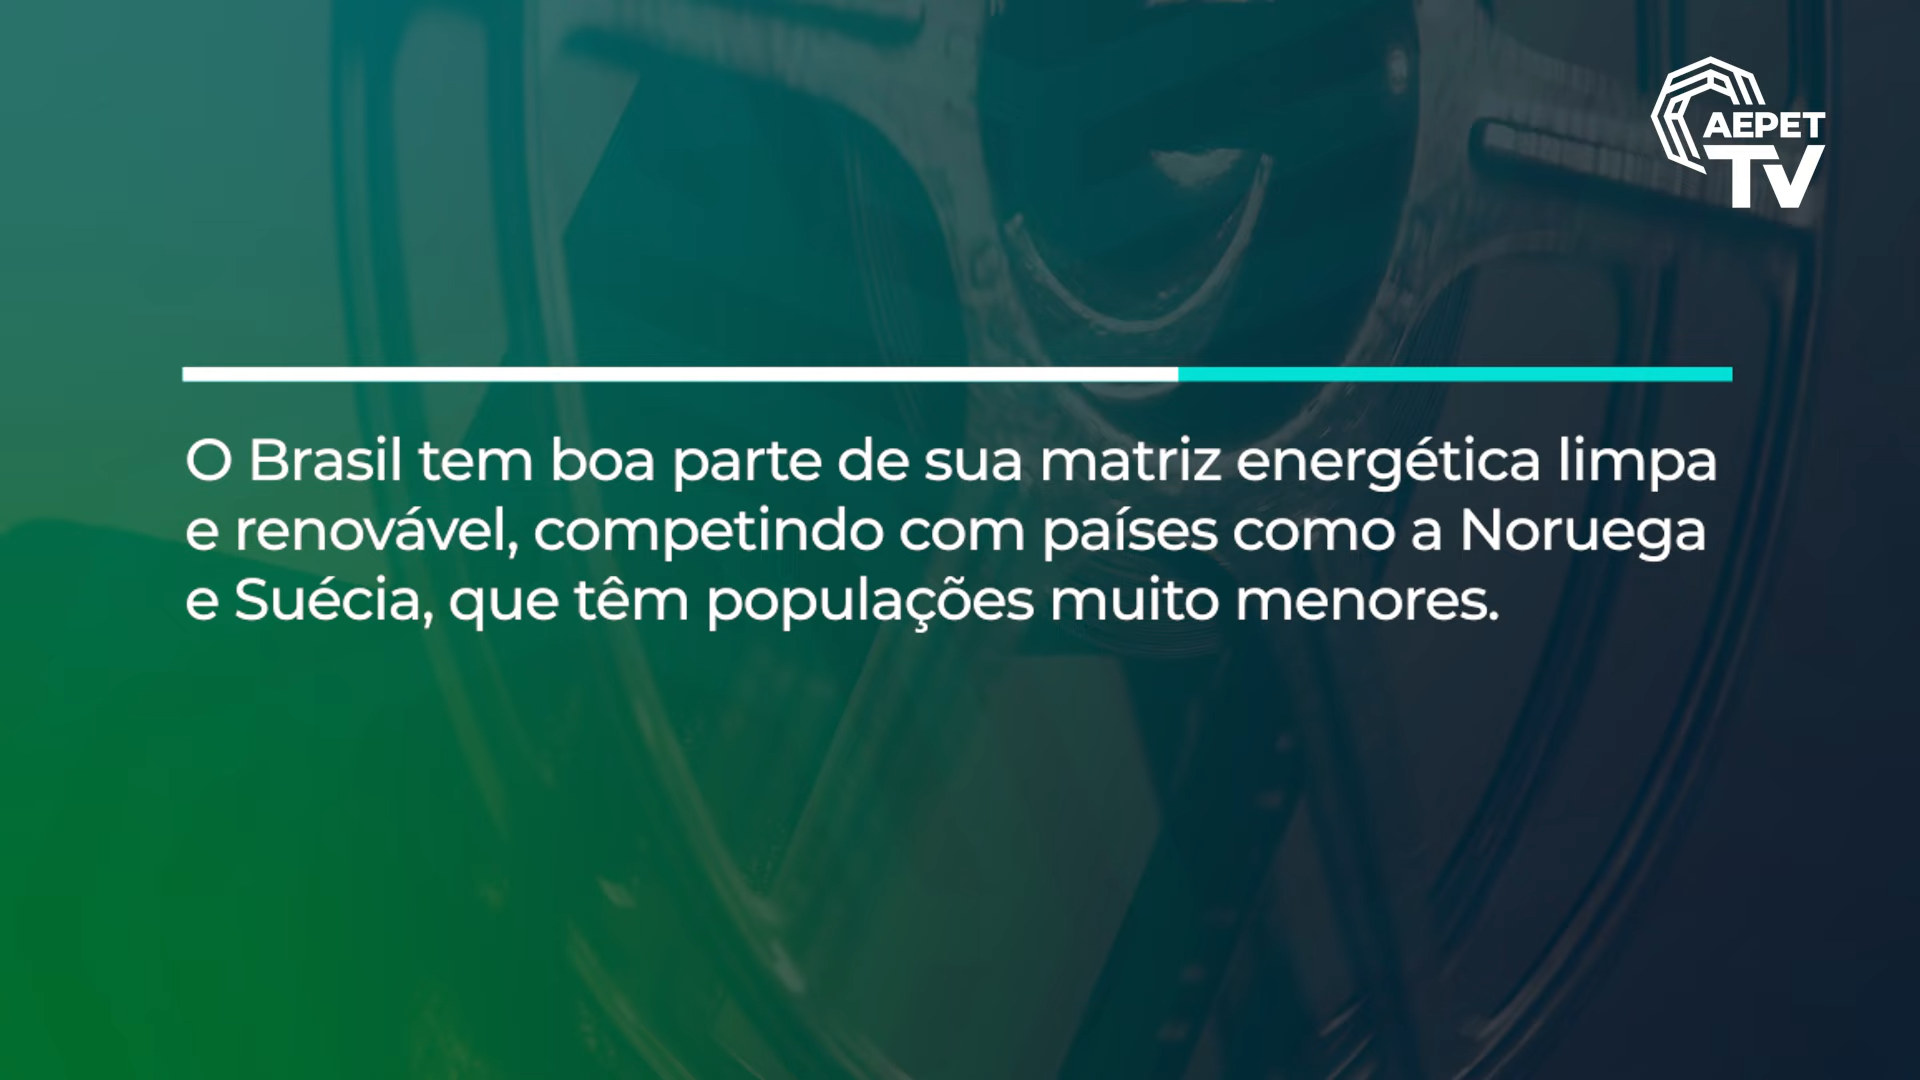 AEPET
TV
O Brasil tem boa parte de sua matriz energética limpa
e renovável, competindo com países como a Noruega
e Suécia, que têm populações muito menores.